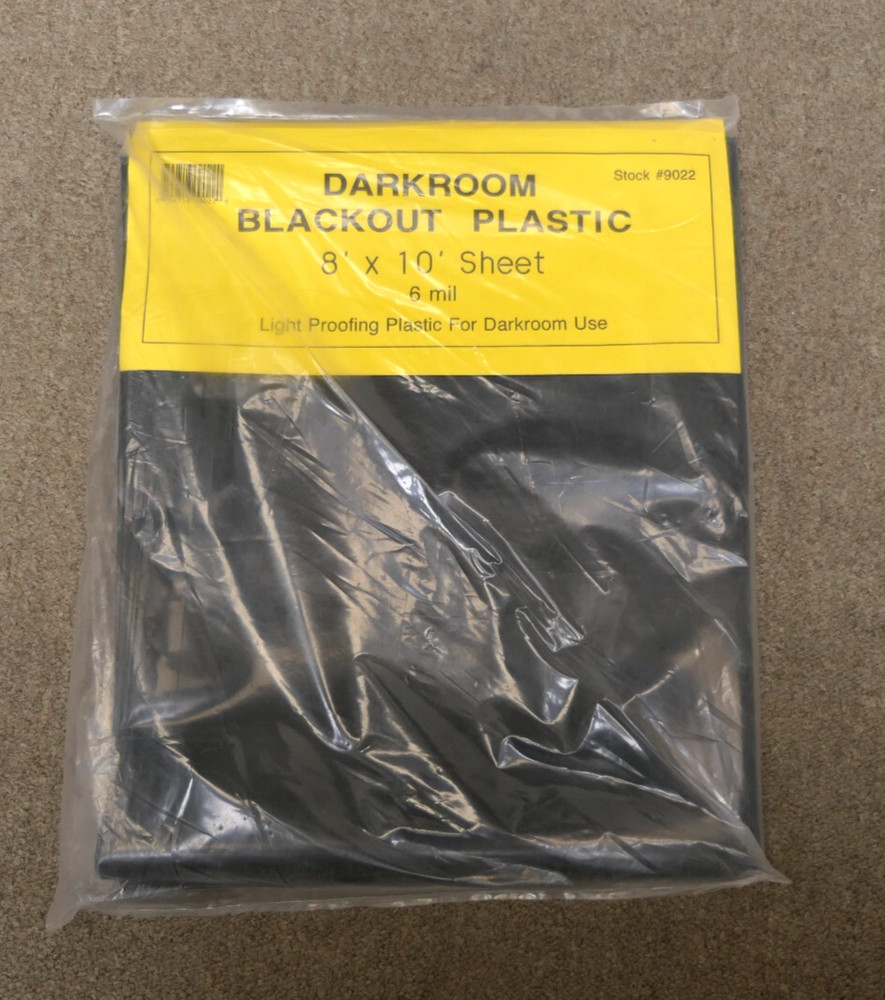 Stock #9022
DARKROOM
BLACKOUT PLASTIC
8' x 10' Sheet
6 mil
Light Proofing Plastic For Darkroom Use